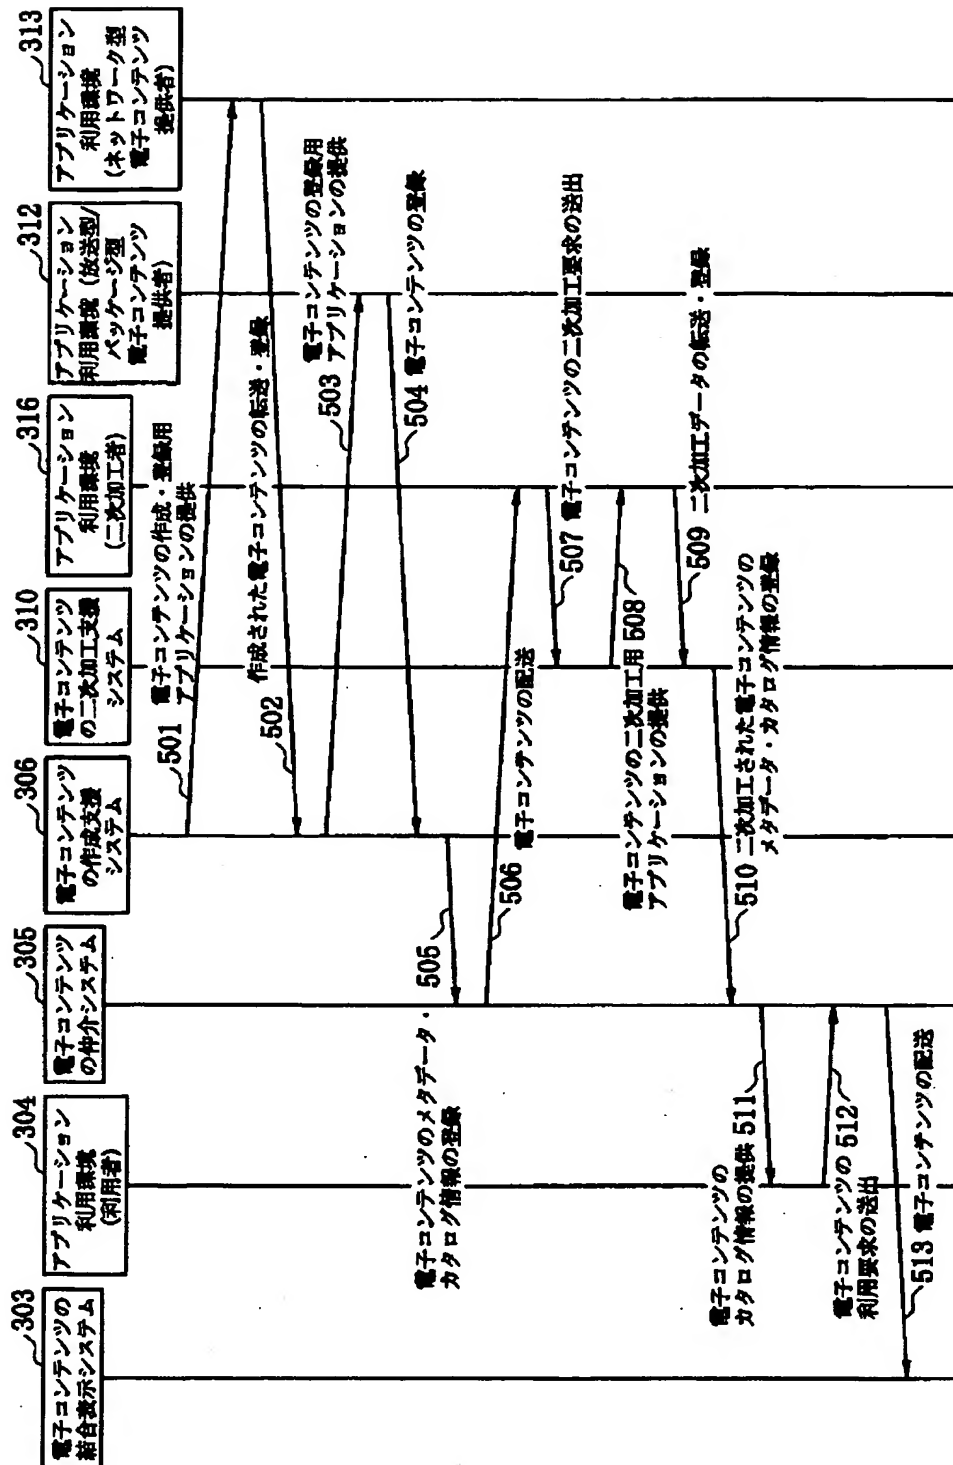 303
電子コンテンツの
結合表示システム
304
アプリケーション
利用環境
(利用者)
305
電子コンテンツ
の仲介システム
306
電子コンテンツ
の作成支援
システム
310
電子コンテンツ
の二次加工支援
システム
316
アプリケーション
利用環境
(二次加工者)
312
アプリケーション
利用環境 (放送型/
パッケージ型
電子コンテンツ
提供者)
313
アプリケーション
利用環境
(ネットワーク型
電子コンテンツ
提供者)
501 電子コンテンツの作成・登録用
アプリケーションの提供
作成された電子コンテンツの転送・登録
502
電子コンテンツの登録用
503 アプリケーションの提供
504 電子コンテンツの登録
電子コンテンツのメタデータ・
カタログ情報の登録
505
506 電子コンテンツの配送
507 電子コンテンツの二次加工要求の送出
電子コンテンツの二次加工用 508
アプリケーションの提供
509 二次加工データの転送・登録
510 二次加工された電子コンテンツの
メタデータ・カタログ情報の登録
電子コンテンツの
カタログ情報の提供 511
電子コンテンツの 512
利用要求の送出
513 電子コンテンツの配送